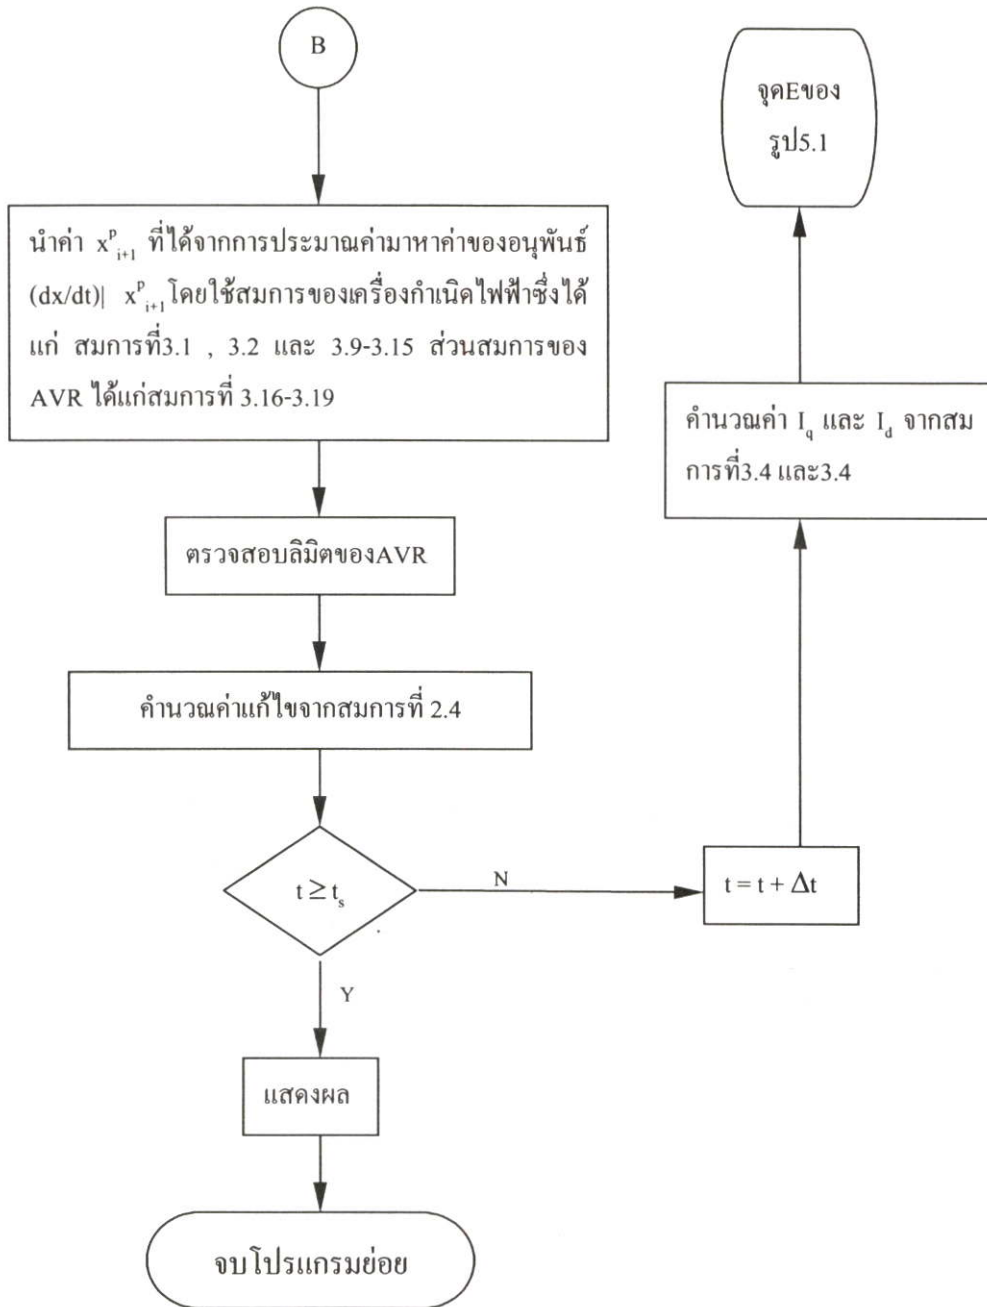 B
นำค่า x^p_{i+1} ที่ได้จากการประมาณค่ามาหาค่าของอนุพันธ์
(dx/dt)| x^p_{i+1} โดยใช้สมการของเครื่องกำเนิดไฟฟ้าซึ่งได้
แก่ สมการที่3.1 , 3.2 และ 3.9-3.15 ส่วนสมการของ
AVR ได้แก่สมการที่ 3.16-3.19
ตรวจสอบลิมิตของAVR
คำนวณค่าแก้ไขจากสมการที่ 2.4
t ≥ t_s
N
Y
แสดงผล
จบโปรแกรมย่อย
t = t + Δt
คำนวณค่า I_q และ I_d จากสม
การที่3.4 และ3.4
จุดEของ
รูป5.1